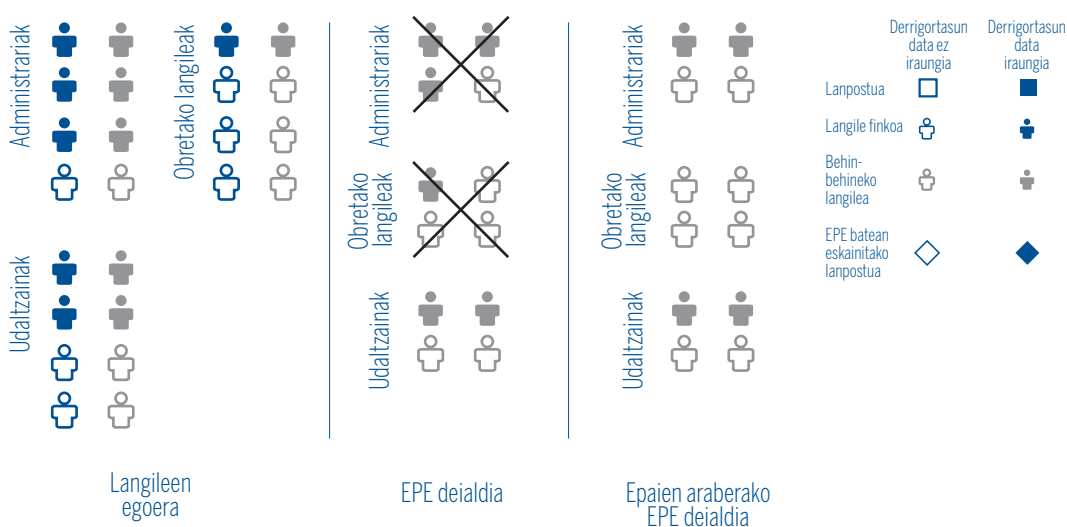 Administrariak
Obretako langileak
Udaltzainak
Langileen
egoera
Administrariak
Obretako
langileak
Udaltzainak
EPE deialdia
Administrariak
Obretako
langileak
Udaltzainak
Epaien araberako
EPE deialdia
Derrigortasun
data ez
iraungia
Derrigortasun
data
iraungia
Lanpostua
Langile finkoa
Behin-
behineko
langilea
EPE batean
eskainitako
lanpostua